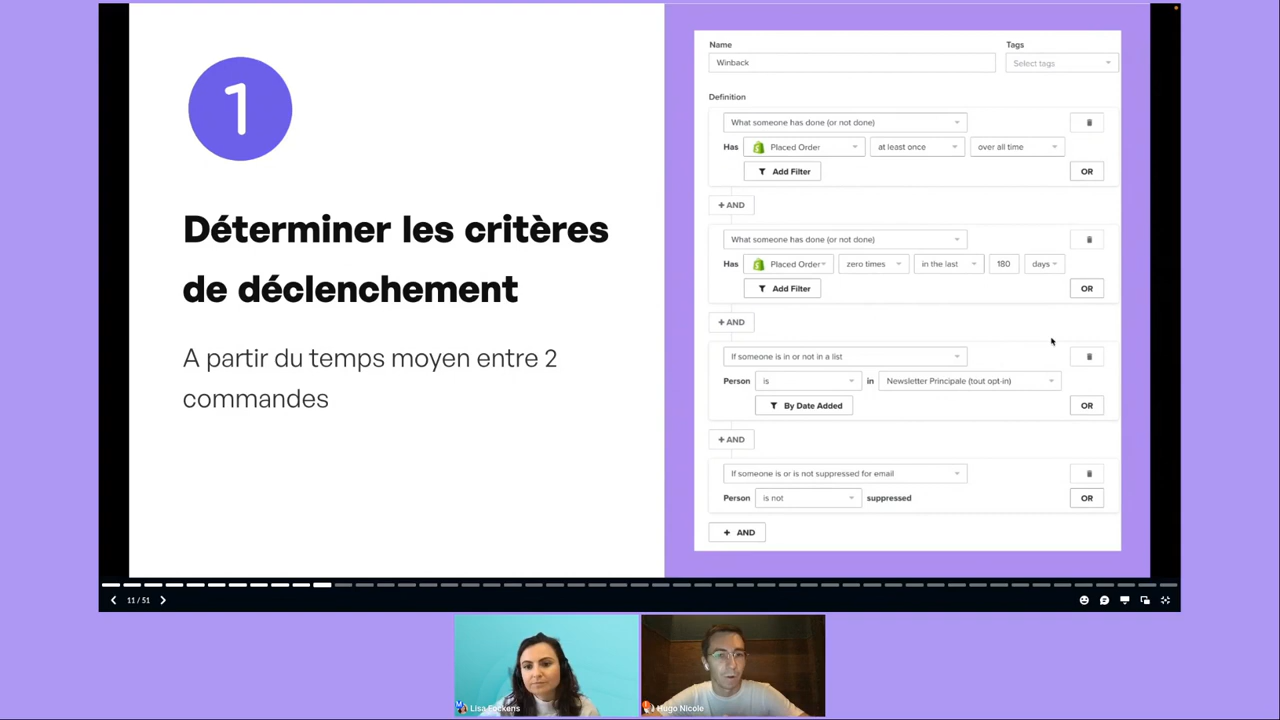 1
Déterminer les critères
de déclenchement
A partir du temps moyen entre 2
commandes
Name
Tags
Winback
Select tags
Definition
What someone has done (or not done)
Has Placed Order at least once over all time
Add Filter OR
+ AND
What someone has done (or not done)
Has Placed Order zero times in the last 180 days
Add Filter OR
+ AND
If someone is in or not in a list
Person is in Newsletter Principale (tout opt-in)
By Date Added OR
+ AND
If someone is or is not suppressed for email
Person is not suppressed OR
+ AND
11 / 51
Lisa Fockens
Hugo Nicole